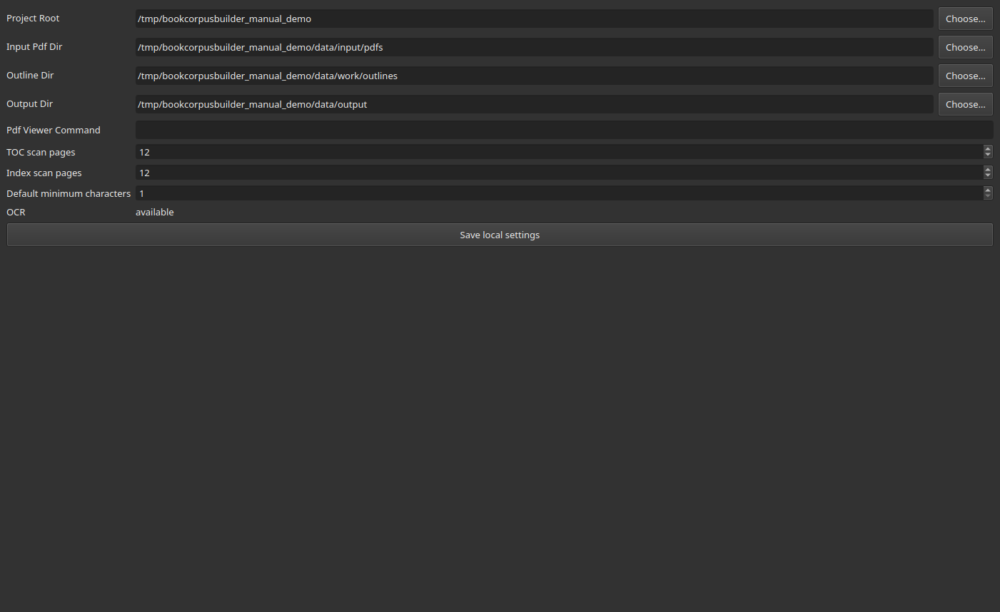 Project Root /tmp/bookcorpusbuilder_manual_demo Choose...
Input Pdf Dir /tmp/bookcorpusbuilder_manual_demo/data/input/pdfs Choose...
Outline Dir /tmp/bookcorpusbuilder_manual_demo/data/work/outlines Choose...
Output Dir /tmp/bookcorpusbuilder_manual_demo/data/output Choose...
Pdf Viewer Command
TOC scan pages 12
Index scan pages 12
Default minimum characters 1
OCR available
Save local settings